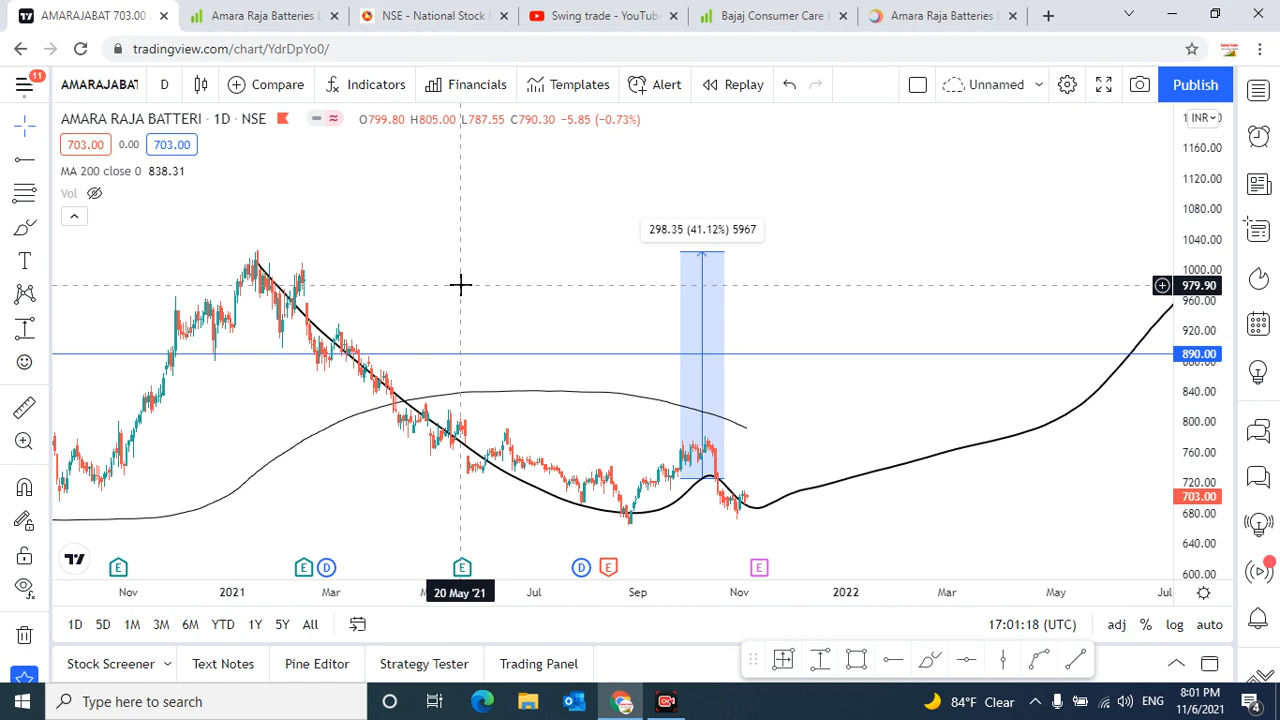 AMARAJABAT 703.00
Amara Raja Batteries L
NSE - National Stock E
Swing trade - YouTu
Bajaj Consumer Care L
Amara Raja Batteries L
tradingview.com/chart/YdrDpYo0/
11
AMARAJABAT
D
Compare
Indicators
Financials
Templates
Alert
Replay
Unnamed
Publish
AMARA RAJA BATTERI · 1D · NSE
O799.80 H805.00 L787.55 C790.30 −5.85 (−0.73%)
INR
703.00
0.00
703.00
MA 200 close 0 838.31
Vol
298.35 (41.12%) 5967
1160.00
1120.00
1080.00
1040.00
1000.00
979.90
960.00
920.00
890.00
840.00
800.00
760.00
720.00
703.00
680.00
640.00
600.00
E
E
D
E
D
E
E
Nov
2021
Mar
20 May '21
Jul
Sep
Nov
2022
Mar
May
Jul
1D
5D
1M
3M
6M
YTD
1Y
5Y
All
17:01:18 (UTC)
adj
%
log
auto
Stock Screener
Text Notes
Pine Editor
Strategy Tester
Trading Panel
Type here to search
84°F Clear
ENG
8:01 PM
11/6/2021
4